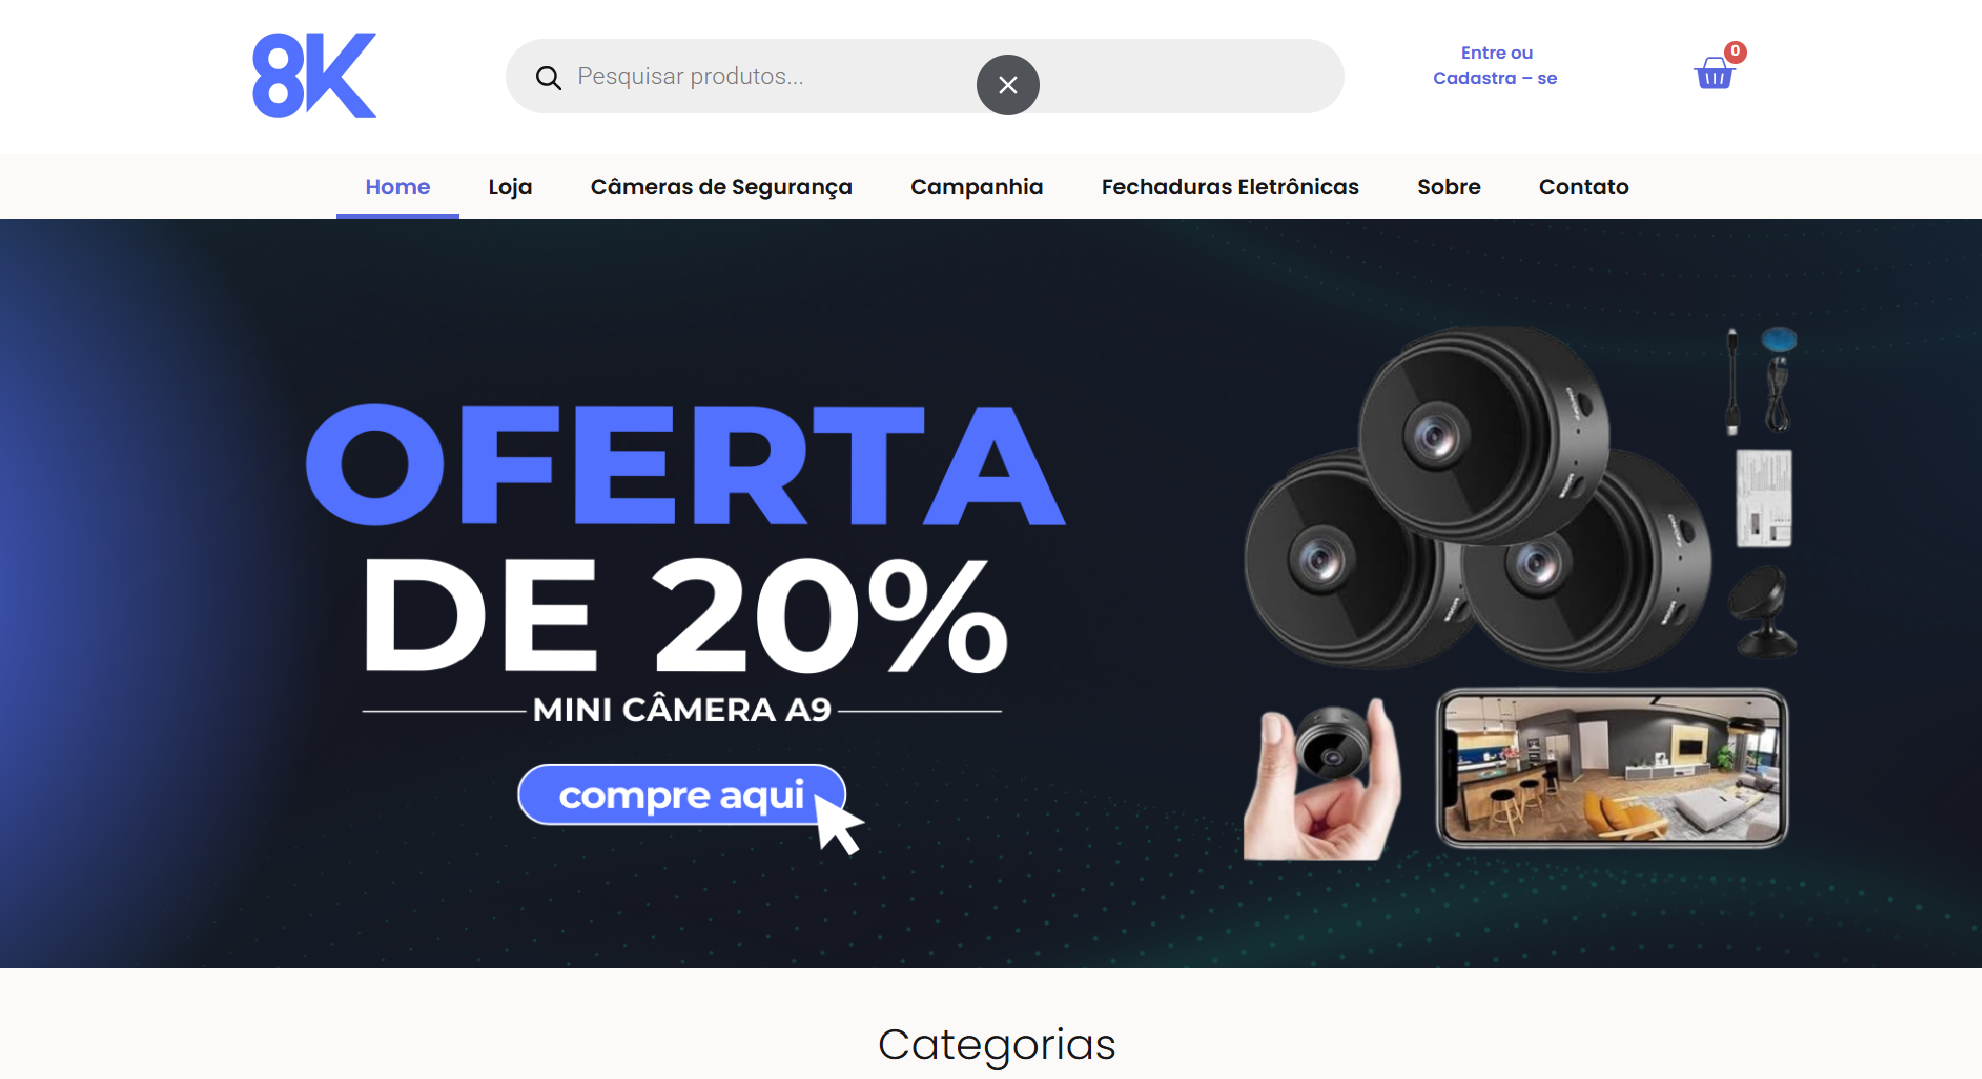 8K
Pesquisar produtos...
Entre ou
Cadastra – se
0
Home Loja Câmeras de Segurança Campanhia Fechaduras Eletrônicas Sobre Contato
OFERTA
DE 20%
MINI CÂMERA A9
compre aqui
Categorias